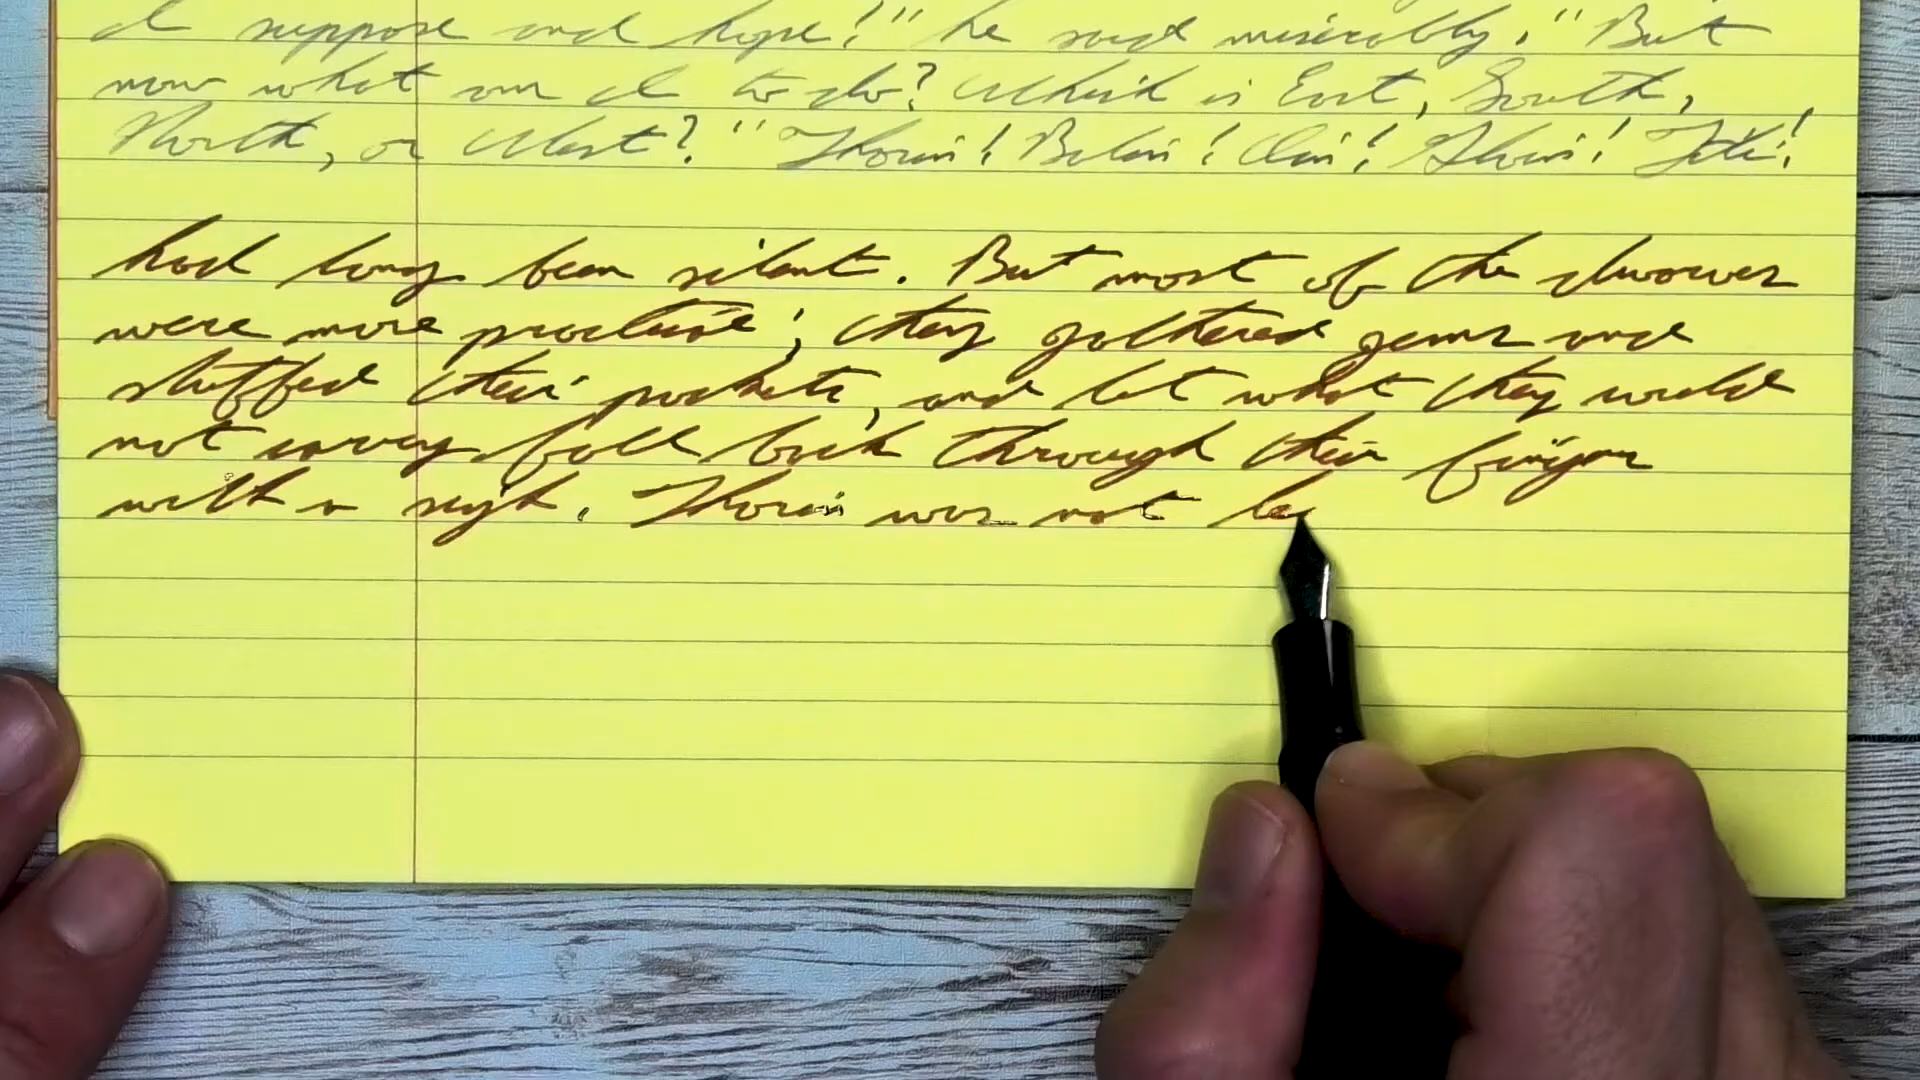 I suppose and hope!" he said miserably. "But
now what am I to do? Which is East, South,
North, or West?" "Thorin! Balin! Oin! Gloin! Fili!
had long been silent. But most of the dwarves
were more practical; they gathered gems and
stuffed their pockets, and let what they could
not carry fall back through their fingers
with a sigh. Thorin was not le